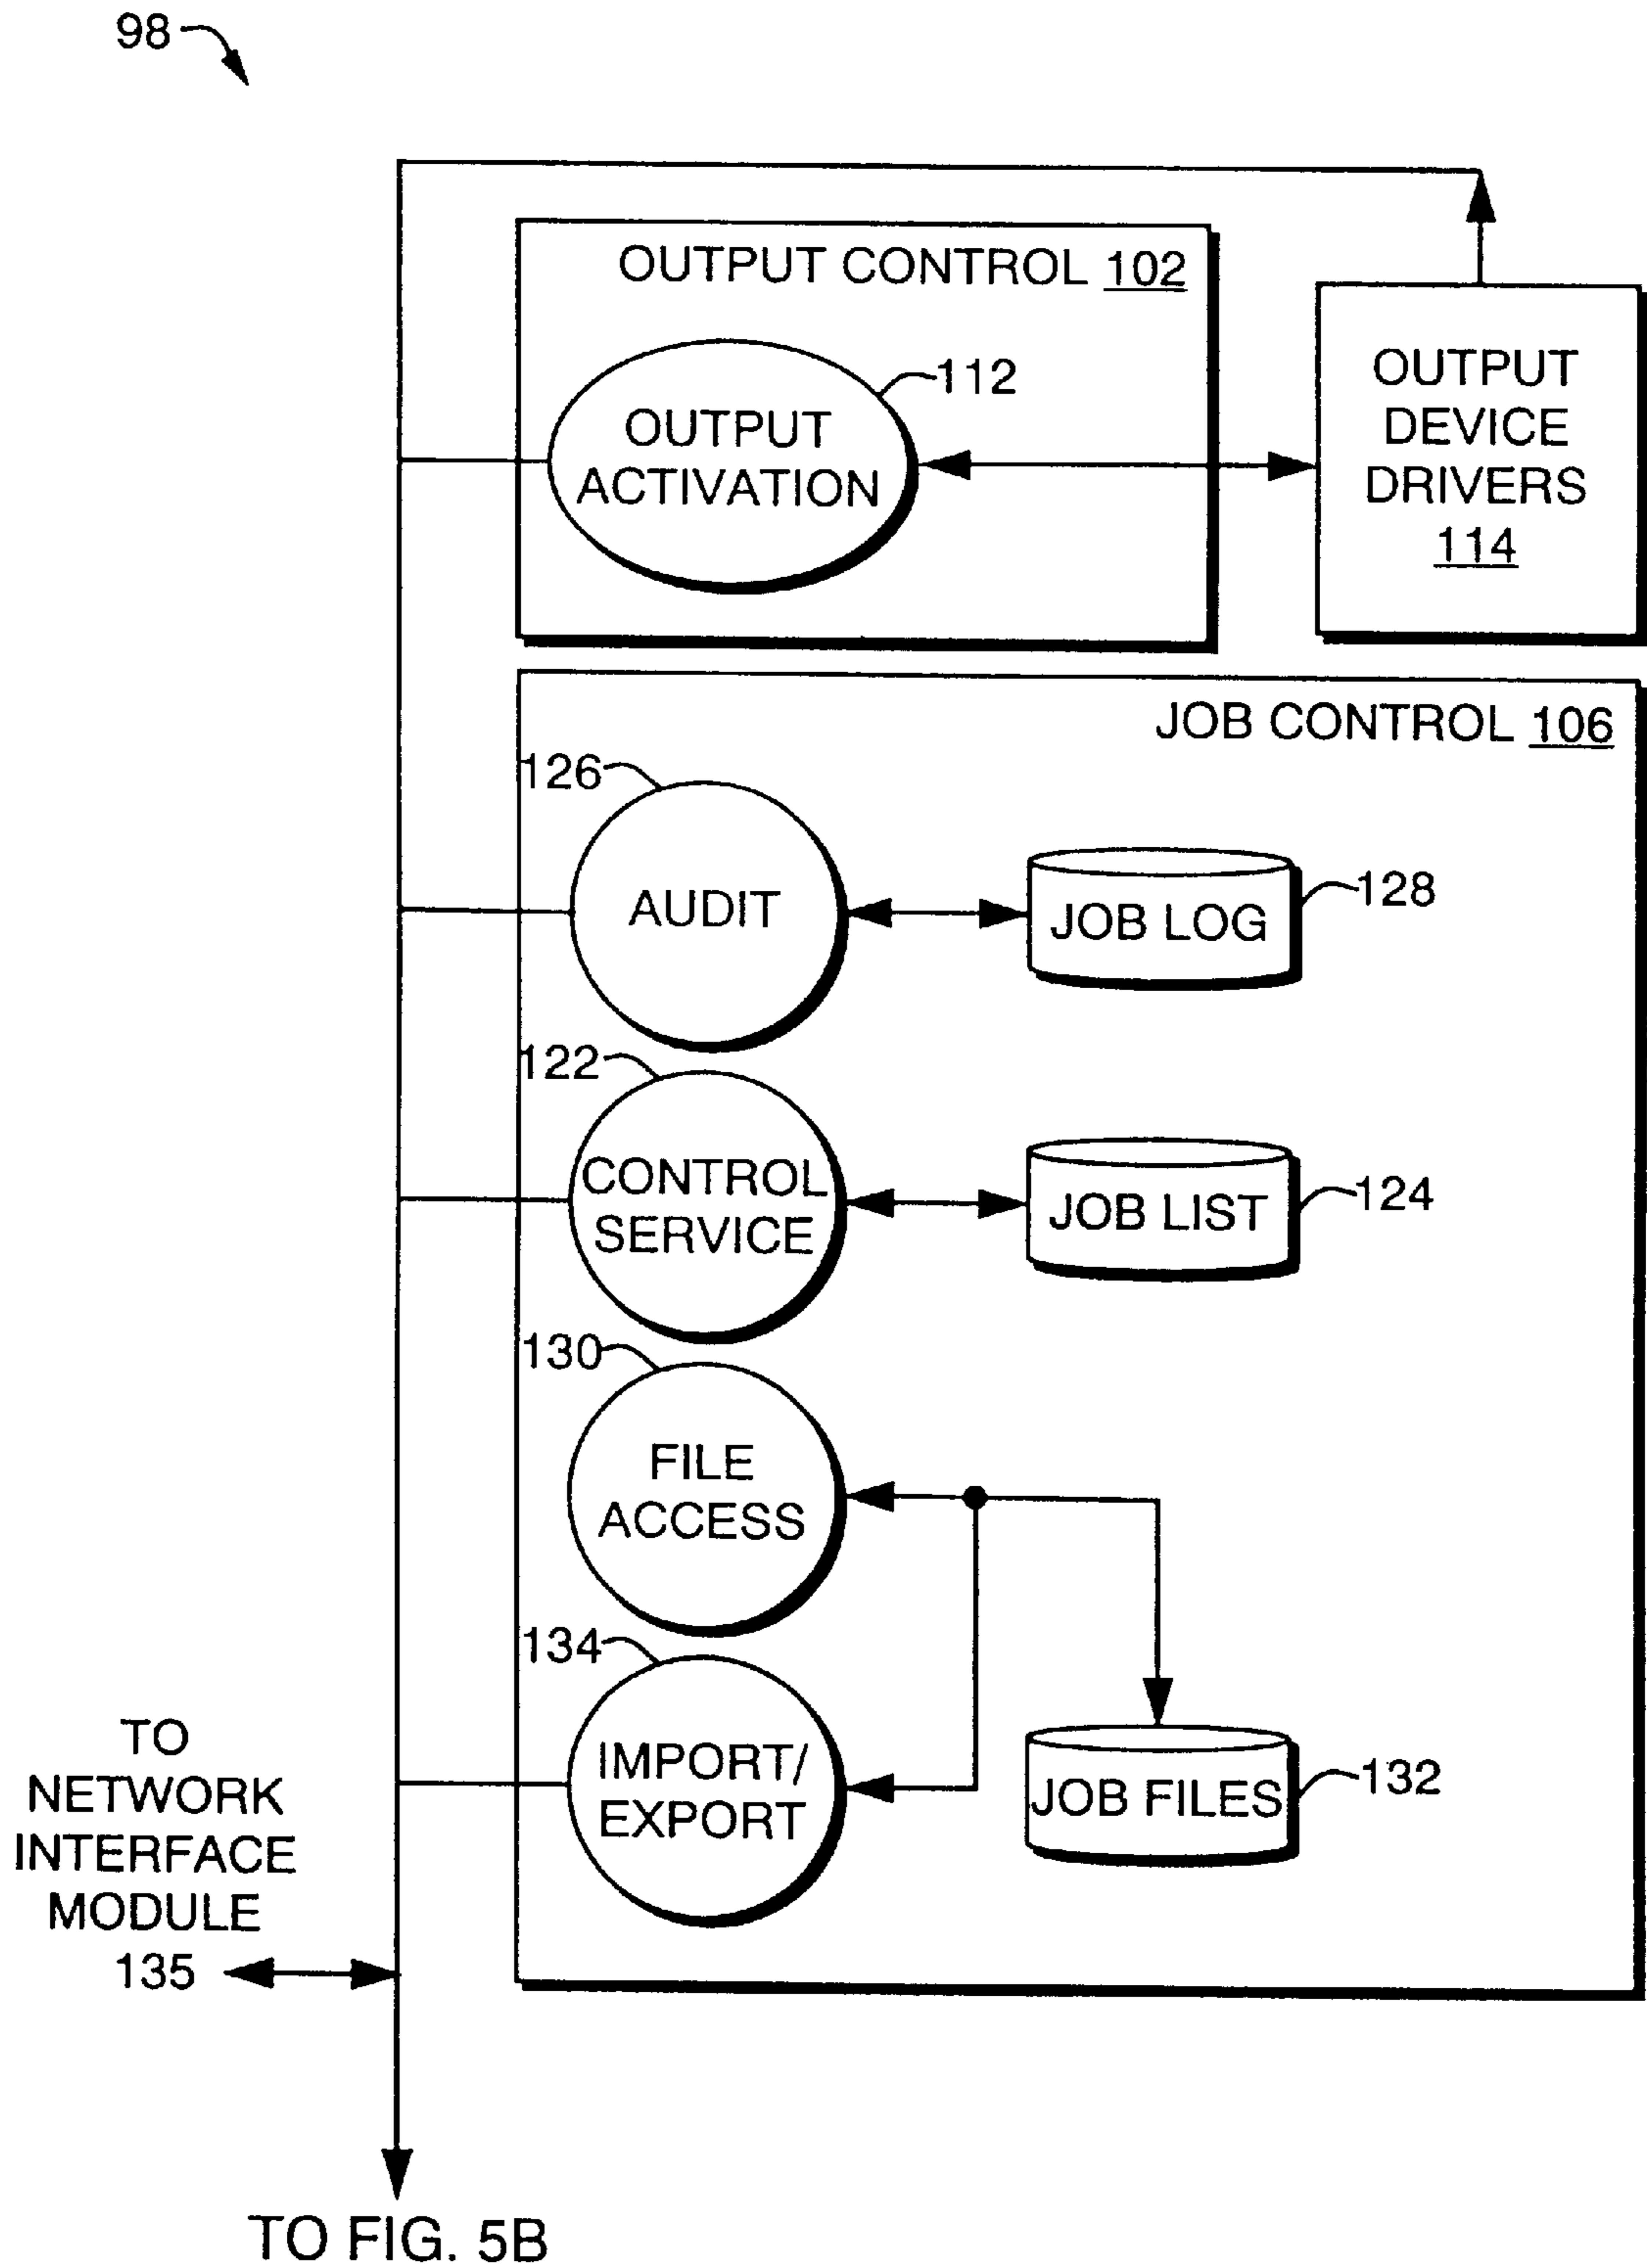 98
OUTPUT CONTROL 102
112
OUTPUT
ACTIVATION
OUTPUT
DEVICE
DRIVERS
114
JOB CONTROL 106
126
AUDIT
JOB LOG
128
122
CONTROL
SERVICE
JOB LIST
124
130
FILE
ACCESS
134
IMPORT/
EXPORT
JOB FILES
132
TO
NETWORK
INTERFACE
MODULE
135
TO FIG. 5B